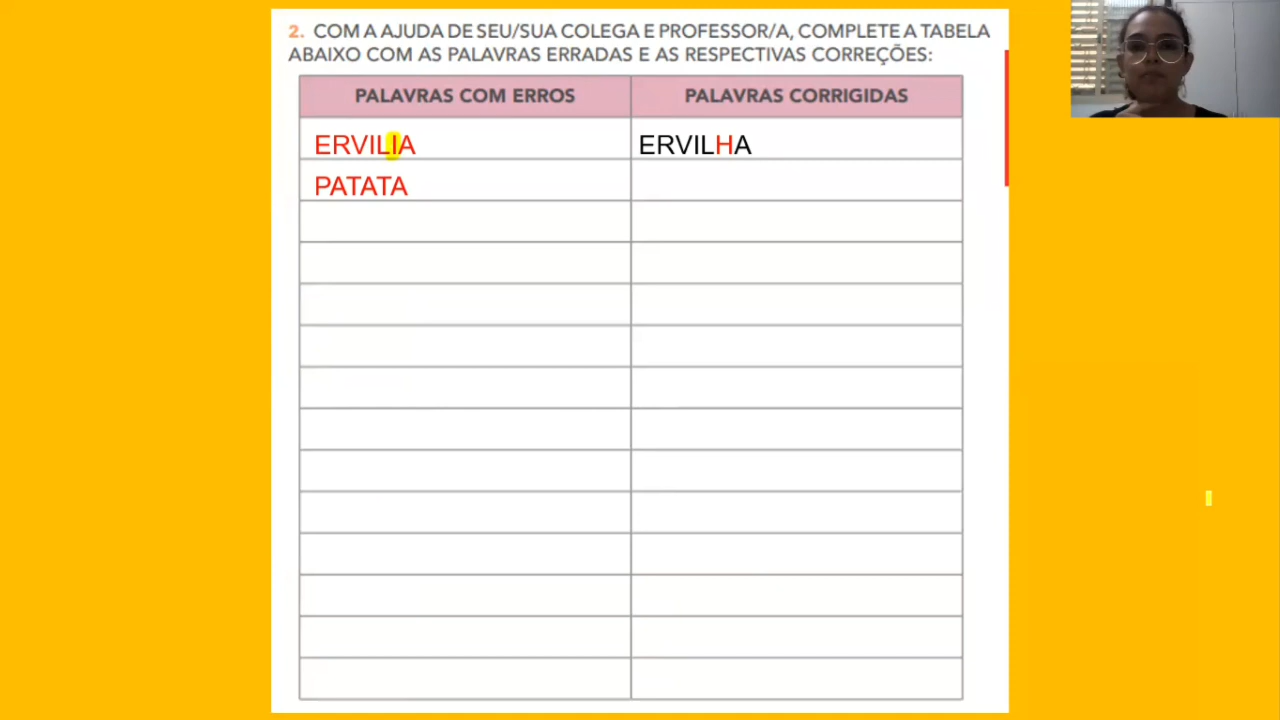 2. COM A AJUDA DE SEU/SUA COLEGA E PROFESSOR/A, COMPLETE A TABELA
ABAIXO COM AS PALAVRAS ERRADAS E AS RESPECTIVAS CORREÇÕES:
PALAVRAS COM ERROS PALAVRAS CORRIGIDAS
ERVILIA ERVILHA
PATATA